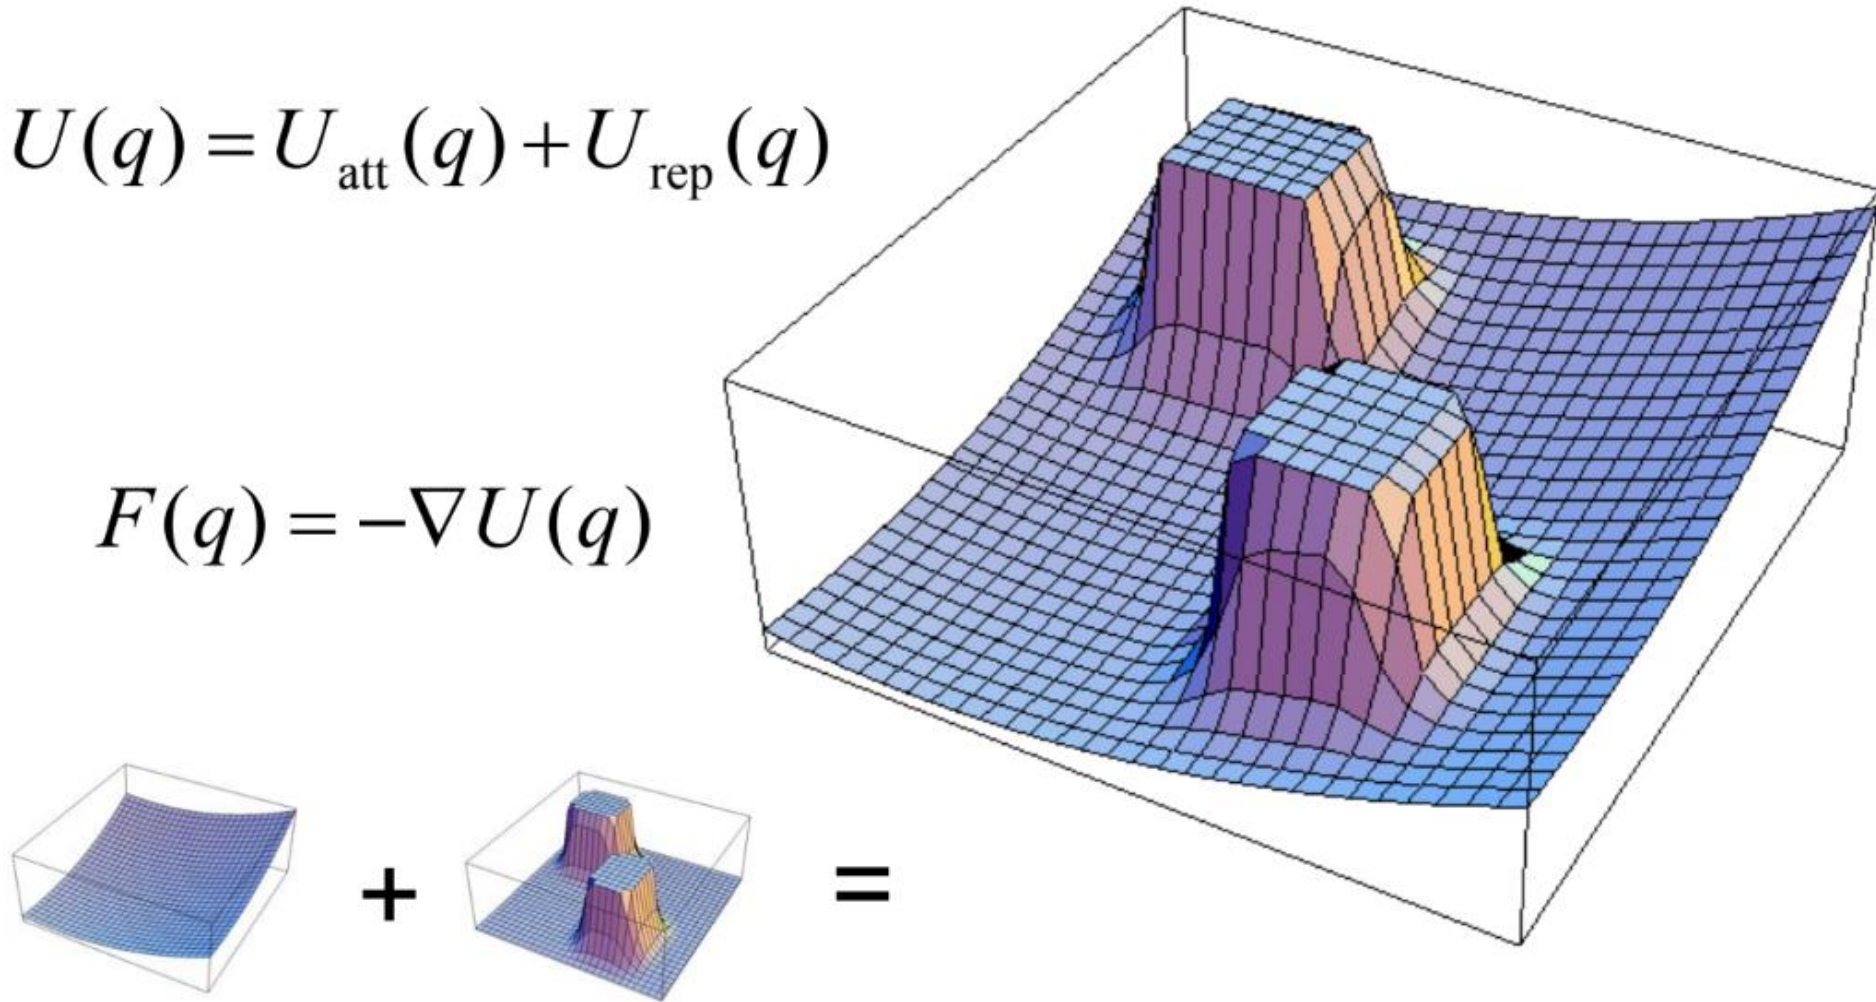 U(q) = U_att(q) + U_rep(q)
F(q) = −∇U(q)
+ =